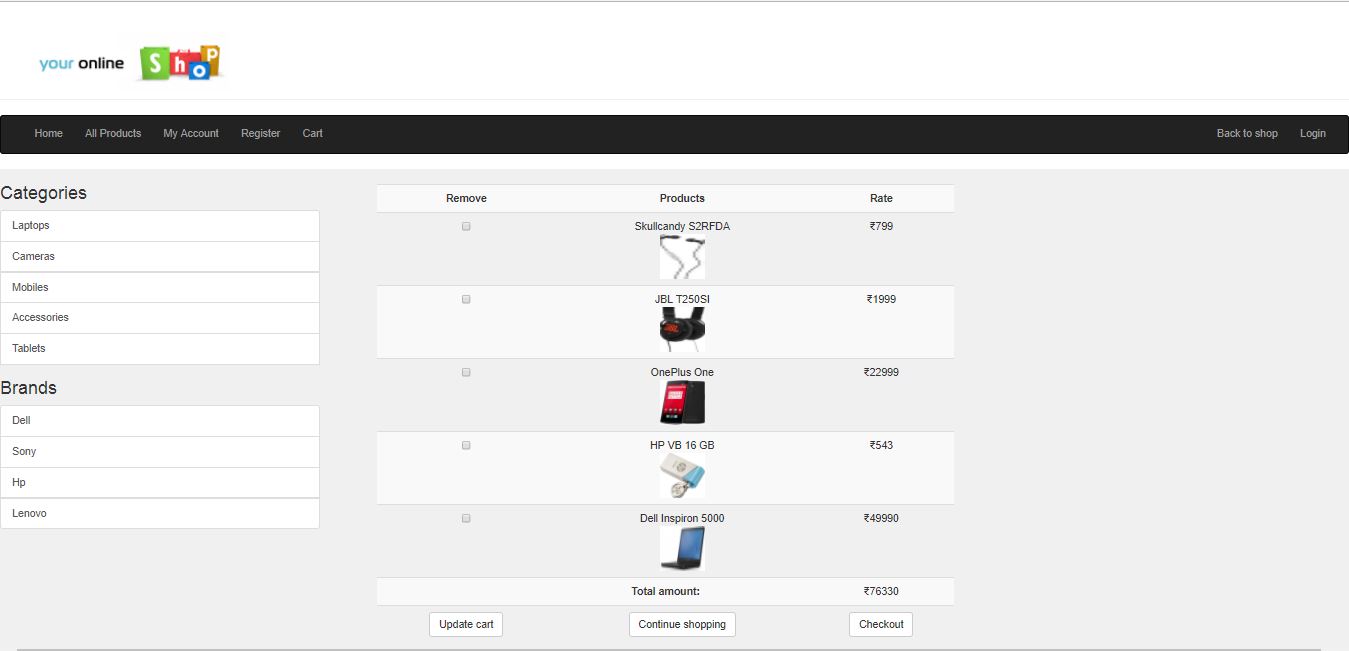 your online ShoP
Home All Products My Account Register Cart Back to shop Login
Categories
Laptops
Cameras
Mobiles
Accessories
Tablets
Brands
Dell
Sony
Hp
Lenovo
Remove Products Rate
Skullcandy S2RFDA ₹799
JBL T250SI ₹1999
JBL
OnePlus One ₹22999
HP VB 16 GB ₹543
Dell Inspiron 5000 ₹49990
Total amount: ₹76330
Update cart Continue shopping Checkout